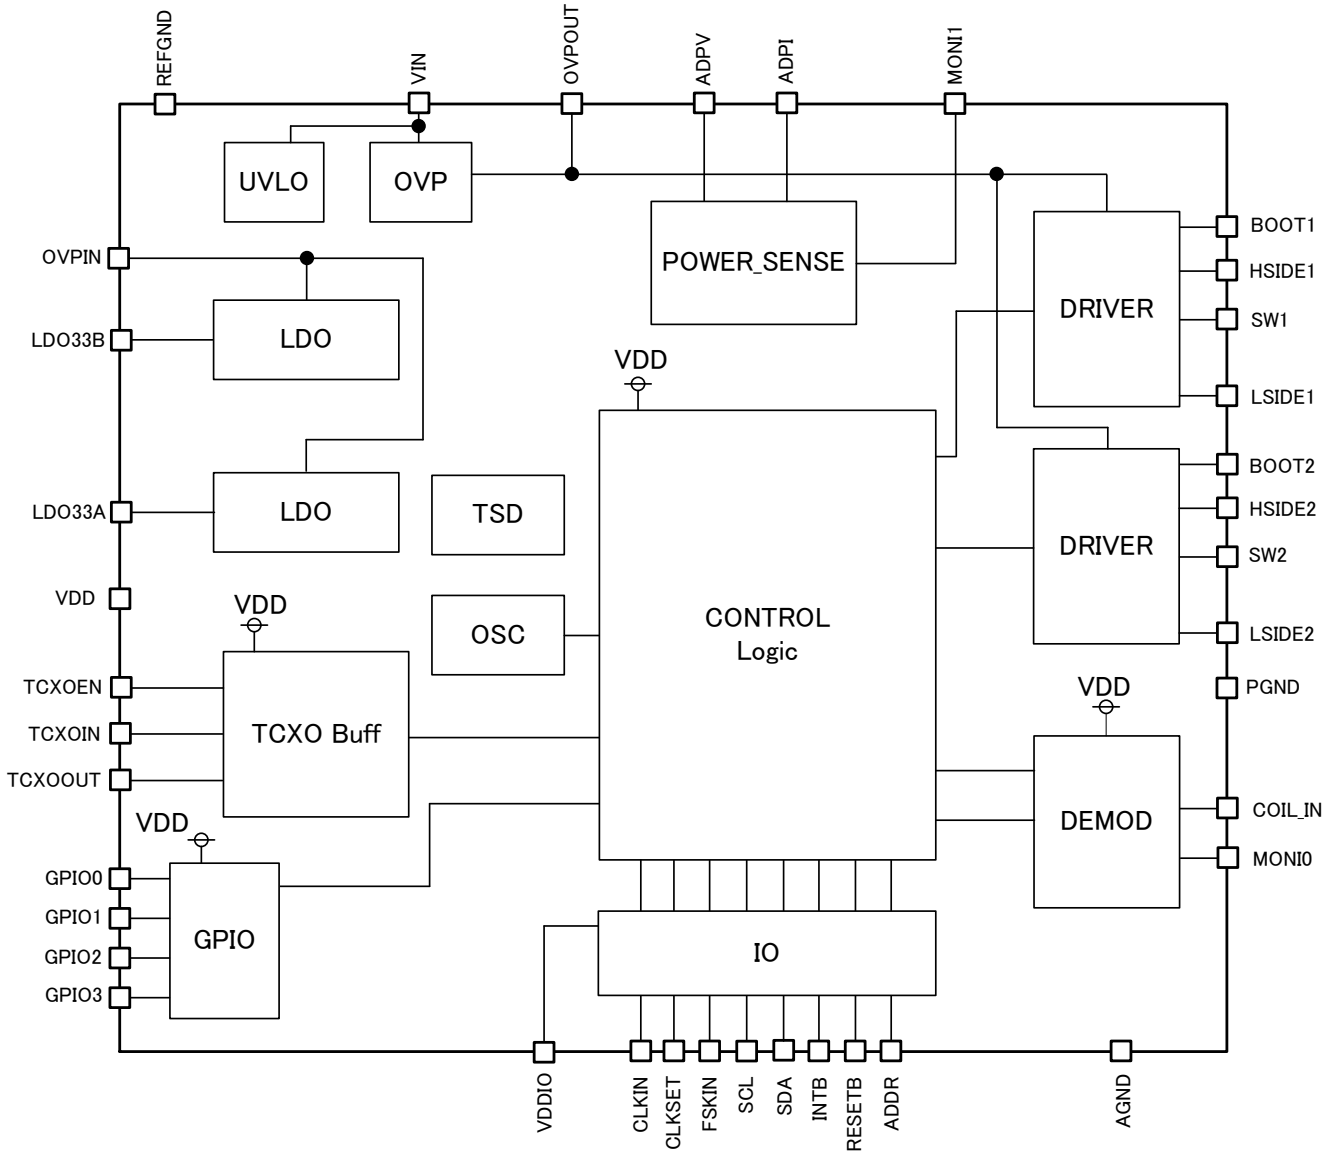 REFGND
VIN
OVPOUT
ADPV
ADPI
MONI1
UVLO
OVP
POWER_SENSE
OVPIN
LDO33B
LDO
LDO33A
LDO
VDD
TCXOEN
TCXOIN
TCXOOUT
VDD
TCXO Buff
VDD
GPIO0
GPIO1
GPIO2
GPIO3
GPIO
TSD
OSC
VDD
CONTROL
Logic
IO
DRIVER
BOOT1
HSIDE1
SW1
LSIDE1
DRIVER
BOOT2
HSIDE2
SW2
LSIDE2
PGND
VDD
DEMOD
COIL_IN
MONI0
VDDIO
CLKIN
CLKSET
FSKIN
SCL
SDA
INTB
RESETB
ADDR
AGND